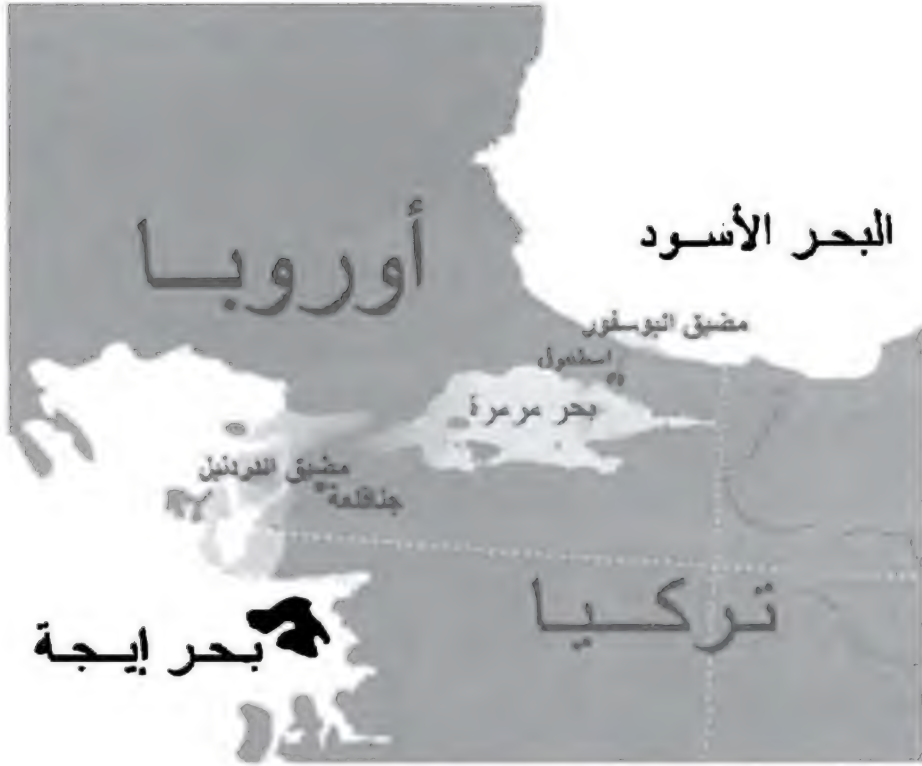 البحر الأسود
أوروبا
مضيق البوسفور
إسطنبول
بحر مرمرة
مضيق الدردنيل
جناقلعة
تركيا
بحر إيجة